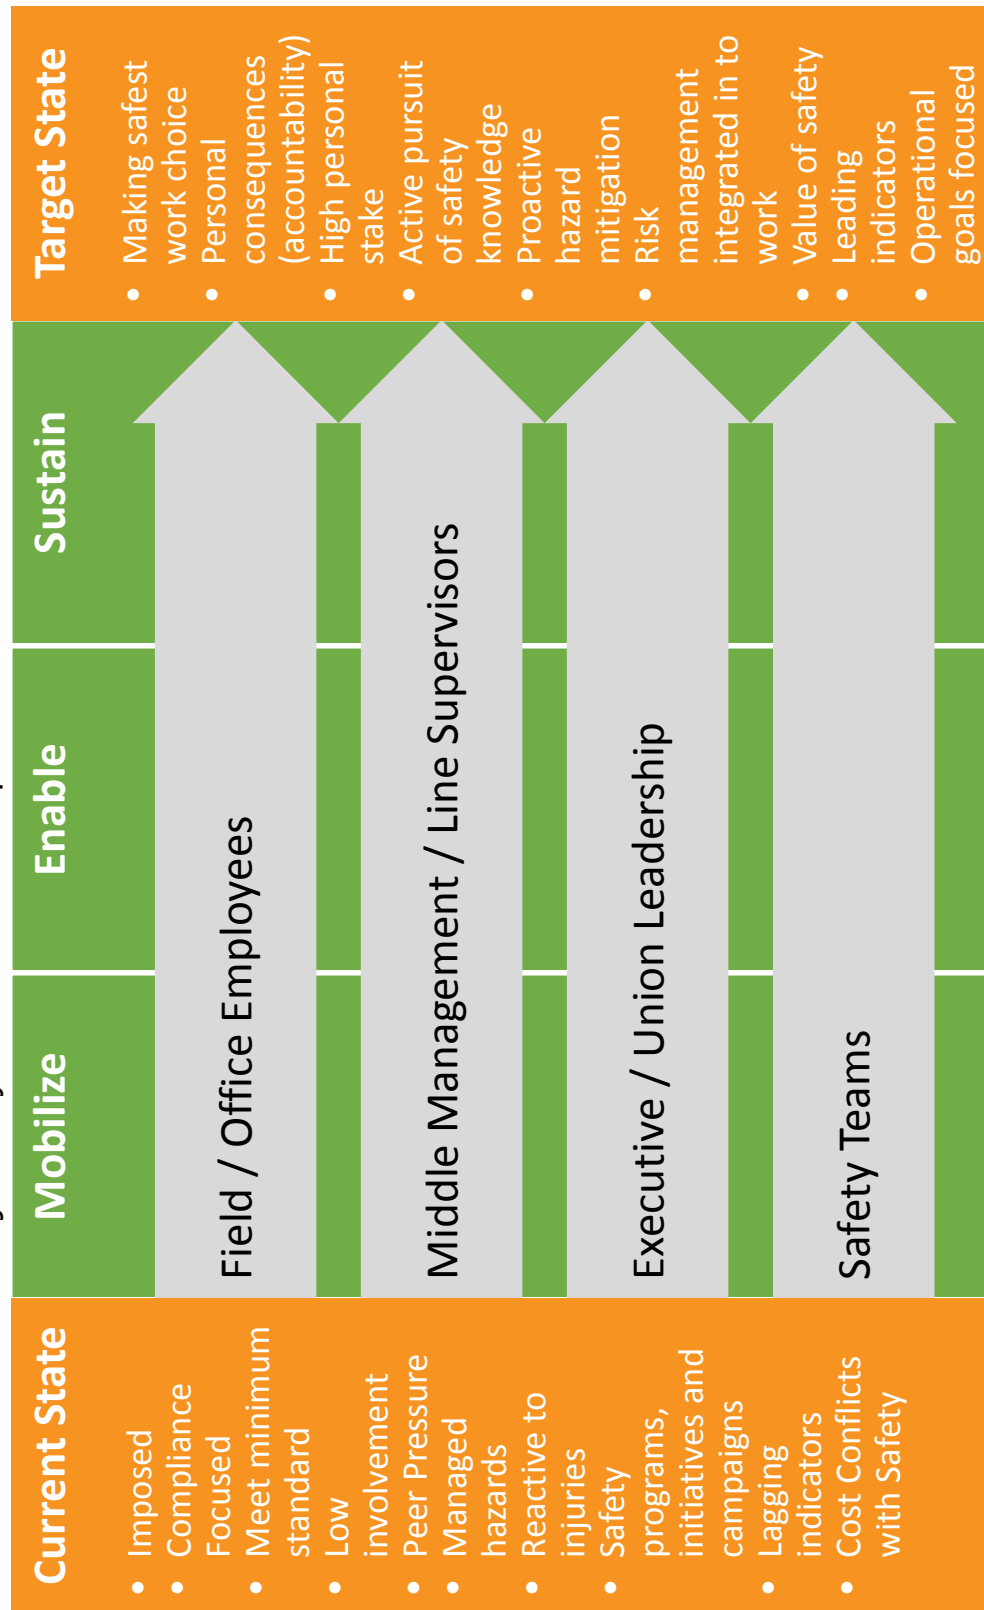 Current State
• Imposed
• Compliance
Focused
• Meet minimum
standard
• Low
involvement
• Peer Pressure
• Managed
hazards
• Reactive to
injuries
• Safety
programs,
initiatives and
campaigns
• Lagging
indicators
• Cost Conflicts
with Safety
Mobilize
Enable
Sustain
Field / Office Employees
Middle Management / Line Supervisors
Executive / Union Leadership
Safety Teams
Target State
• Making safest
work choice
• Personal
consequences
(accountability)
• High personal
stake
• Active pursuit
of safety
knowledge
• Proactive
hazard
mitigation
• Risk
management
integrated in to
work
• Value of safety
• Leading
indicators
• Operational
goals focused